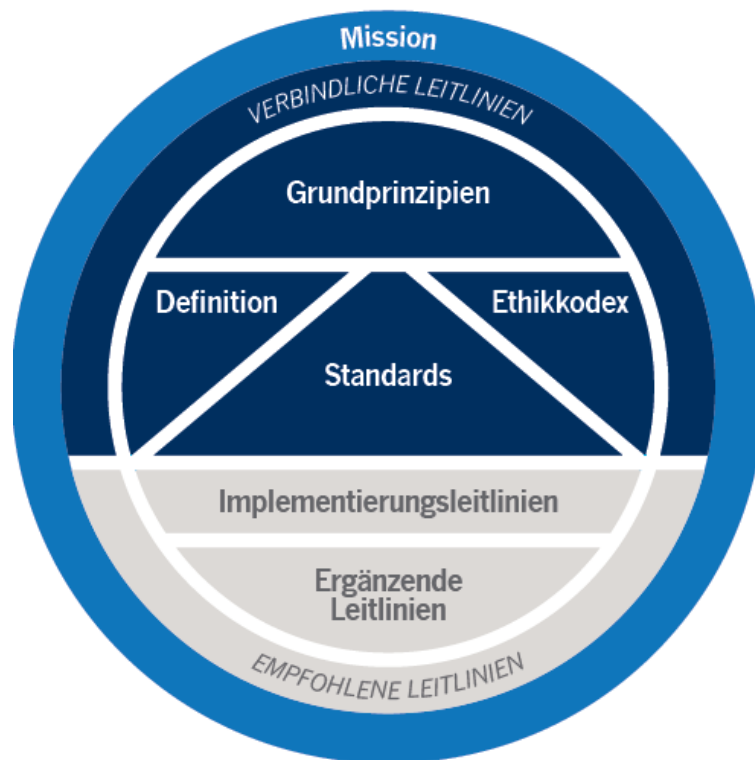 Mission
VERBINDLICHE LEITLINIEN
Grundprinzipien
Definition
Ethikkodex
Standards
Implementierungsleitlinien
Ergänzende
Leitlinien
EMPFOHLENE LEITLINIEN